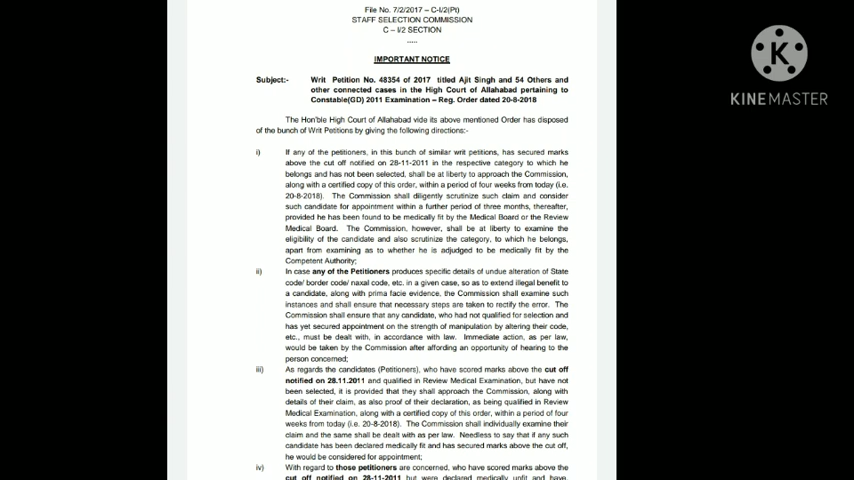 File No. 7/2/2017 – C-I/2(Pt)
STAFF SELECTION COMMISSION
C – I/2 SECTION
-----
IMPORTANT NOTICE
Subject:- Writ Petition No. 48354 of 2017 titled Ajit Singh and 54 Others and
other connected cases in the High Court of Allahabad pertaining to
Constable(GD) 2011 Examination – Reg. Order dated 20-8-2018
The Hon'ble High Court of Allahabad vide its above mentioned Order has disposed
of the bunch of Writ Petitions by giving the following directions:-
i) If any of the petitioners, in this bunch of similar writ petitions, has secured marks
above the cut off notified on 28-11-2011 in the respective category to which he
belongs and has not been selected, shall be at liberty to approach the Commission,
along with a certified copy of this order, within a period of four weeks from today (i.e.
20-8-2018). The Commission shall diligently scrutinize such claim and consider
such candidate for appointment within a further period of three months, thereafter,
provided he has been found to be medically fit by the Medical Board or the Review
Medical Board. The Commission, however, shall be at liberty to examine the
eligibility of the candidate and also scrutinize the category, to which he belongs,
apart from examining as to whether he is adjudged to be medically fit by the
Competent Authority;
ii) In case any of the Petitioners produces specific details of undue alteration of State
code/ border code/ naxal code, etc. in a given case, so as to extend illegal benefit to
a candidate, along with prima facie evidence, the Commission shall examine such
instances and shall ensure that necessary steps are taken to rectify the error. The
Commission shall ensure that any candidate, who had not qualified for selection and
has yet secured appointment on the strength of manipulation by altering their code,
etc., must be dealt with, in accordance with law. Immediate action, as per law,
would be taken by the Commission after affording an opportunity of hearing to the
person concerned;
iii) As regards the candidates (Petitioners), who have scored marks above the cut off
notified on 28.11.2011 and qualified in Review Medical Examination, but have not
been selected, it is provided that they shall approach the Commission, along with
details of their claim, as also proof of their declaration, as being qualified in Review
Medical Examination, along with a certified copy of this order, within a period of four
weeks from today (i.e. 20-8-2018). The Commission shall individually examine their
claim and the same shall be dealt with as per law. Needless to say that if any such
candidate has been declared medically fit and has secured marks above the cut off,
he would be considered for appointment;
iv) With regard to those petitioners are concerned, who have scored marks above the
cut off notified on 28-11-2011 but were declared medically unfit and have,
KINEMASTER